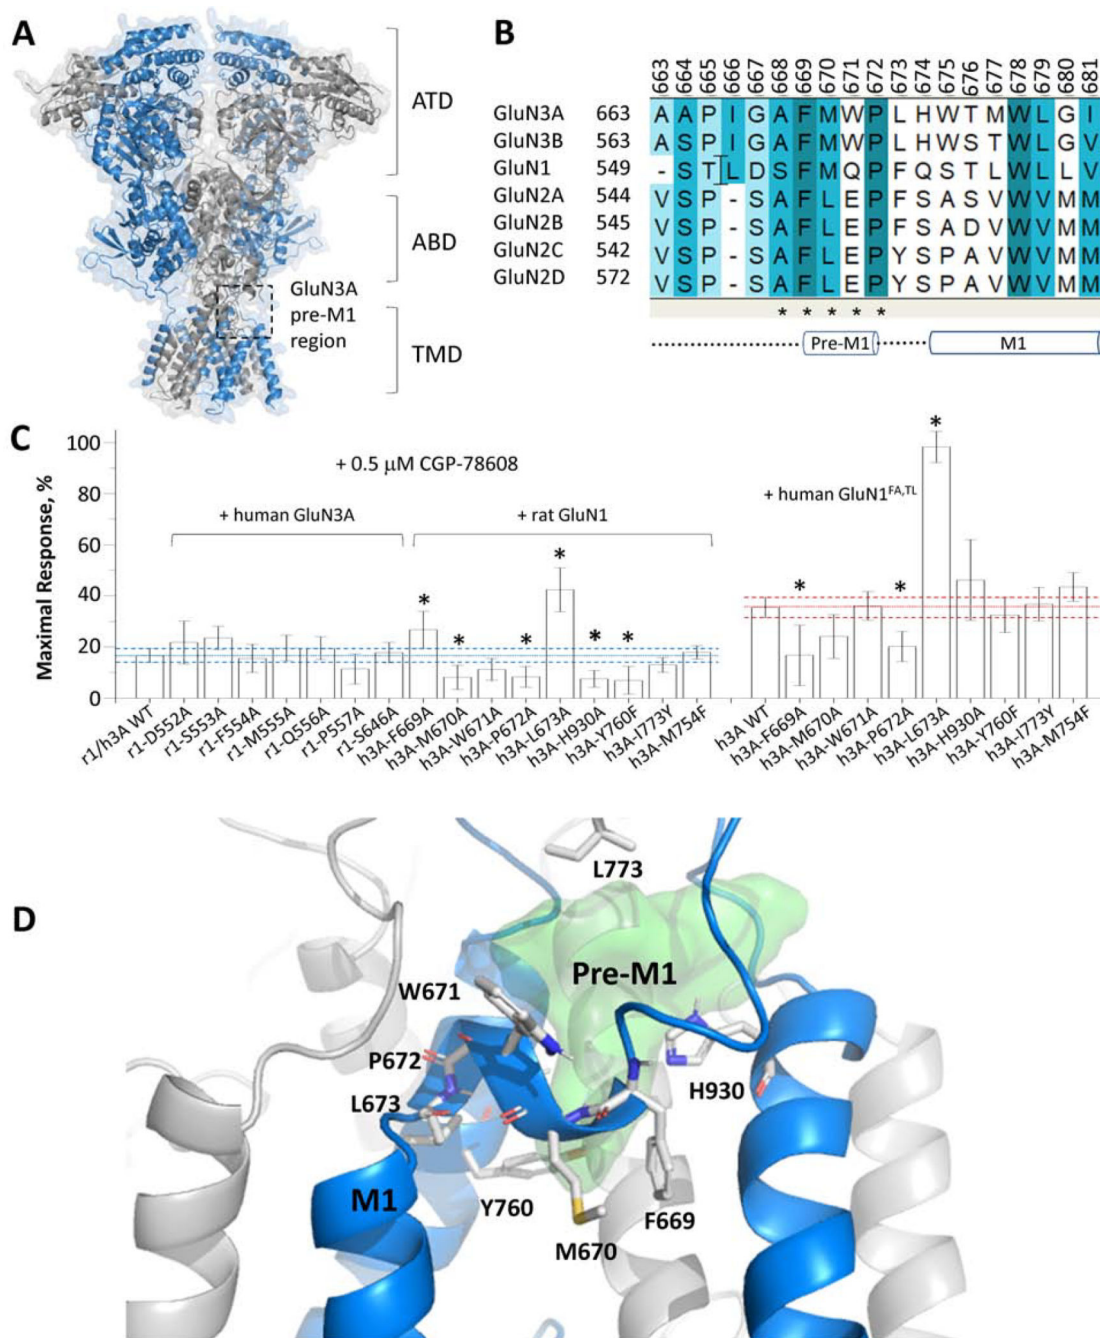 A
ATD
ABD
GluN3A
pre-M1
region
TMD
B
663 664 665 666 667 668 669 670 671 672 673 674 675 676 677 678 679 680 681
GluN3A 663 A A P I G A F M W P L H W T M W L G I
GluN3B 563 A S P I G A F M W P L H W S T W L G V
GluN1 549 - S T L D S F M Q P F Q S T L W L L V
GluN2A 544 V S P - S A F L E P F S A S V W V M M
GluN2B 545 V S P - S A F L E P F S A D V W V M M
GluN2C 542 V S P - S A F L E P Y S P A V W V M M
GluN2D 572 V S P - S A F L E P Y S P A V W V M M
* * * * *
Pre-M1 M1
C
Maximal Response, %
100
80
60
40
20
0
+ 0.5 μM CGP-78608
+ human GluN3A
+ rat GluN1
+ human GluN1FA,TL
* * * * * *
* * *
r1/h3A WT
r1-D552A
r1-S553A
r1-F554A
r1-M555A
r1-Q556A
r1-P557A
r1-S646A
h3A-F669A
h3A-M670A
h3A-W671A
h3A-P672A
h3A-L673A
h3A-H930A
h3A-Y760F
h3A-I773Y
h3A-M754F
h3A WT
h3A-F669A
h3A-M670A
h3A-W671A
h3A-P672A
h3A-L673A
h3A-H930A
h3A-Y760F
h3A-I773Y
h3A-M754F
D
L773
Pre-M1
W671
P672
L673
H930
M1
Y760
F669
M670